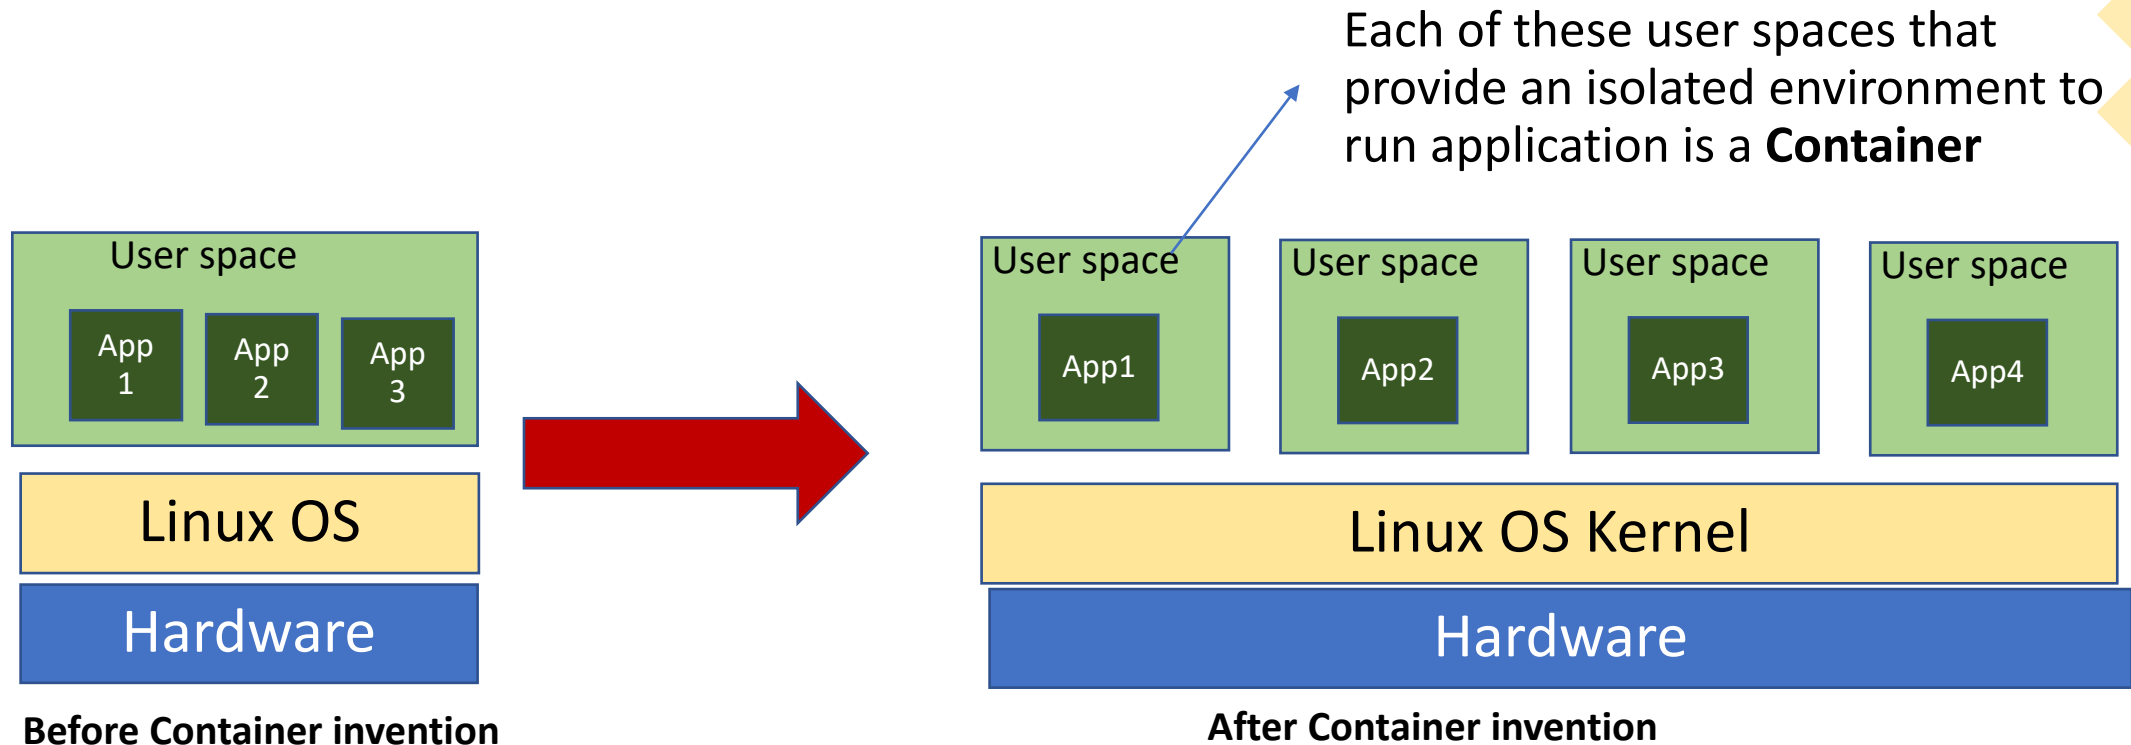 Each of these user spaces that
provide an isolated environment to
run application is a Container
User space
App
1
App
2
App
3
Linux OS
Hardware
Before Container invention
User space
App1
User space
App2
User space
App3
User space
App4
Linux OS Kernel
Hardware
After Container invention